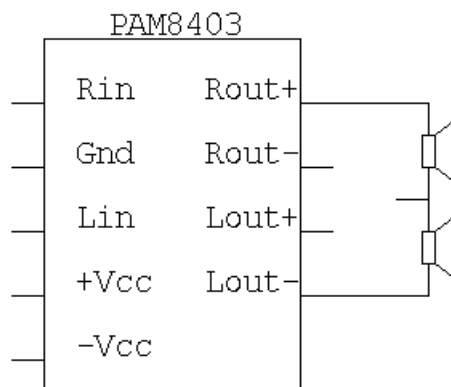 PAM8403
Rin Rout+
Gnd Rout-
Lin Lout+
+Vcc Lout-
-Vcc